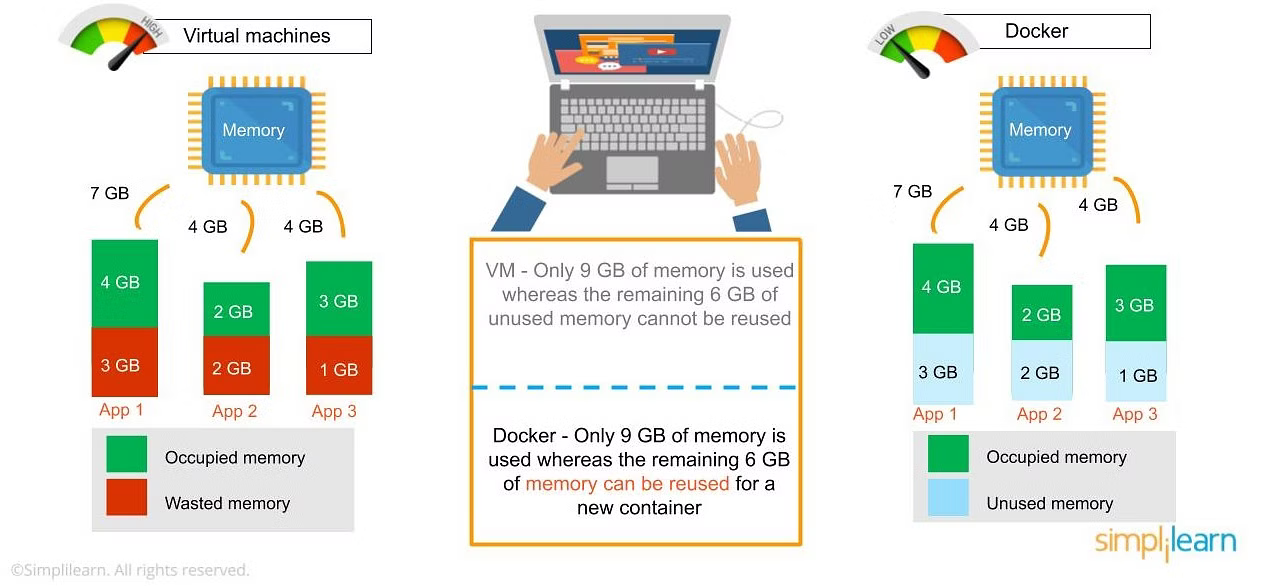 HIGH
Virtual machines
Memory
7 GB
4 GB
4 GB
4 GB
2 GB
3 GB
3 GB
2 GB
1 GB
App 1
App 2
App 3
Occupied memory
Wasted memory
VM - Only 9 GB of memory is used
whereas the remaining 6 GB of
unused memory cannot be reused
Docker - Only 9 GB of memory is
used whereas the remaining 6 GB
of memory can be reused for a
new container
LOW
Docker
Memory
7 GB
4 GB
4 GB
4 GB
2 GB
3 GB
3 GB
2 GB
1 GB
App 1
App 2
App 3
Occupied memory
Unused memory
simplilearn
©Simplilearn. All rights reserved.